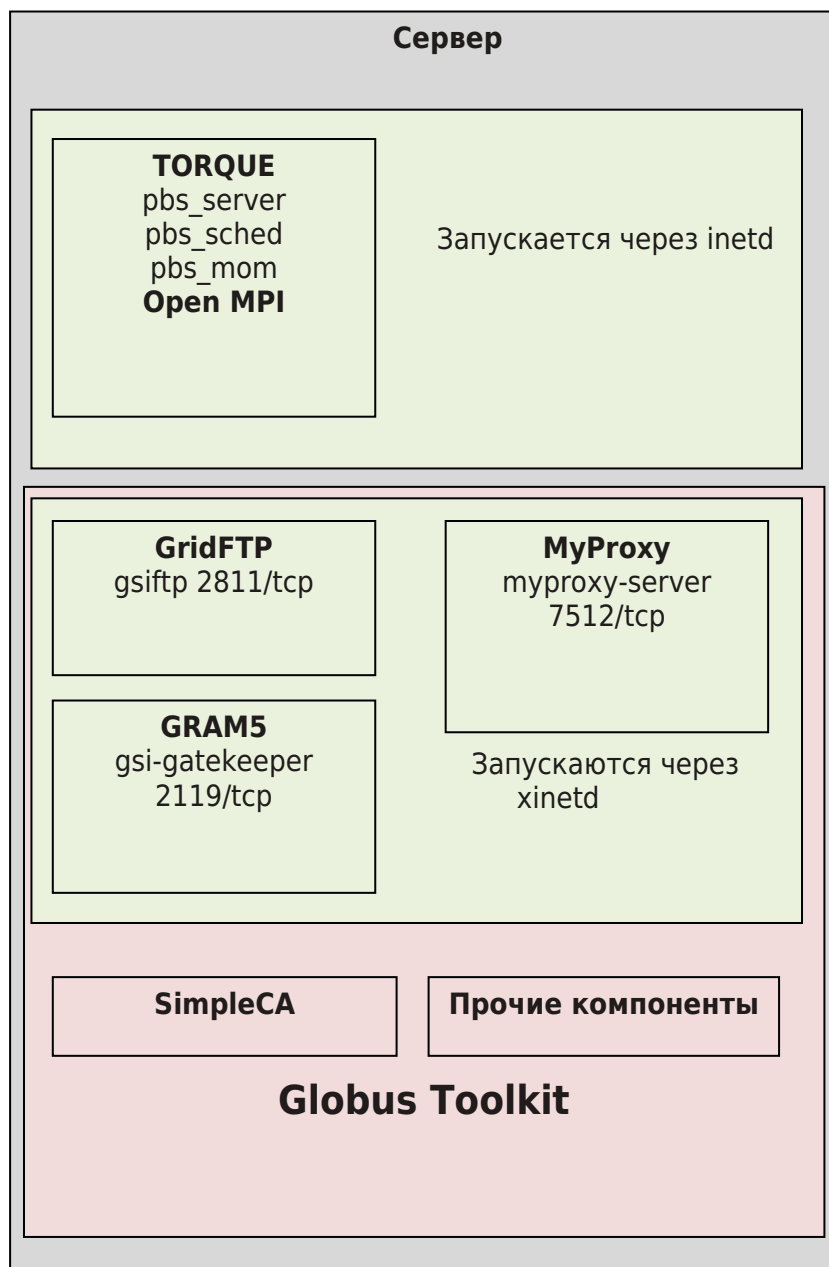 Сервер
TORQUE
pbs_server
pbs_sched
pbs_mom
Open MPI
Запускается через inetd
GridFTP
gsiftp 2811/tcp
MyProxy
myproxy-server
7512/tcp
GRAM5
gsi-gatekeeper
2119/tcp
Запускаются через
xinetd
SimpleCA
Прочие компоненты
Globus Toolkit